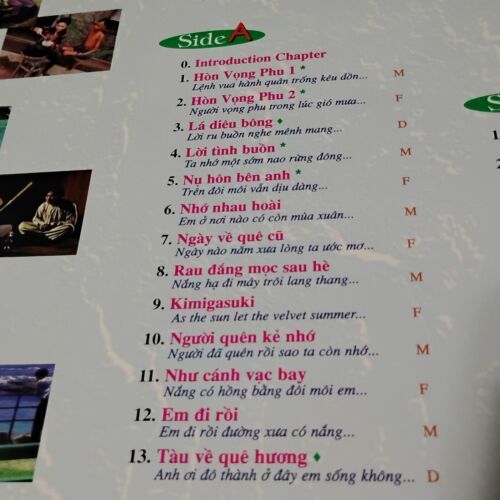 Side A
0. Introduction Chapter
1. Hòn Vọng Phu 1 *
Lệnh vua hành quân trống kêu dồn... M
2. Hòn Vọng Phu 2 *
Người vọng phu trong lúc gió mưa... F
3. Lá diêu bông ♦
Lời ru buồn nghe mênh mang... D
4. Lời tình buồn *
Ta nhớ một sớm nao rừng đông... M
5. Nụ hôn bên anh *
Trên đôi môi vẫn dịu dàng... F
6. Nhớ nhau hoài
Em ở nơi nào có còn mùa xuân... M
7. Ngày về quê cũ
Ngày nào năm xưa lòng ta ước mơ... F
8. Rau đắng mọc sau hè
Nắng hạ đi mây trôi lang thang... M
9. Kimigasuki
As the sun let the velvet summer... F
10. Người quên kẻ nhớ
Người đã quên rồi sao ta còn nhớ... M
11. Như cánh vạc bay
Nắng có hồng bằng đôi môi em... F
12. Em đi rồi
Em đi rồi đường xưa có nắng... M
13. Tàu về quê hương ♦
Anh ơi đô thành ở đây em sống không... D
S
1
2